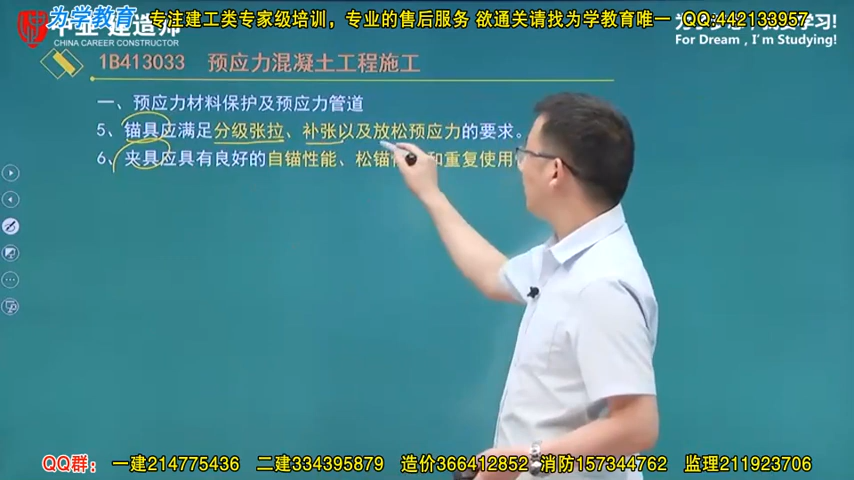 为学教育 专注建工类专家级培训，专业的售后服务 欲通关请找为学教育唯一 QQ:442133957
CHINA CAREER CONSTRUCTOR
For Dream , I'm Studying!
1B413033 预应力混凝土工程施工
一、预应力材料保护及预应力管道
5、锚具应满足分级张拉、补张以及放松预应力的要求。
6、夹具应具有良好的自锚性能、松锚 和重复使用
QQ群： 一建214775436 二建334395879 造价366412852 消防157344762 监理211923706